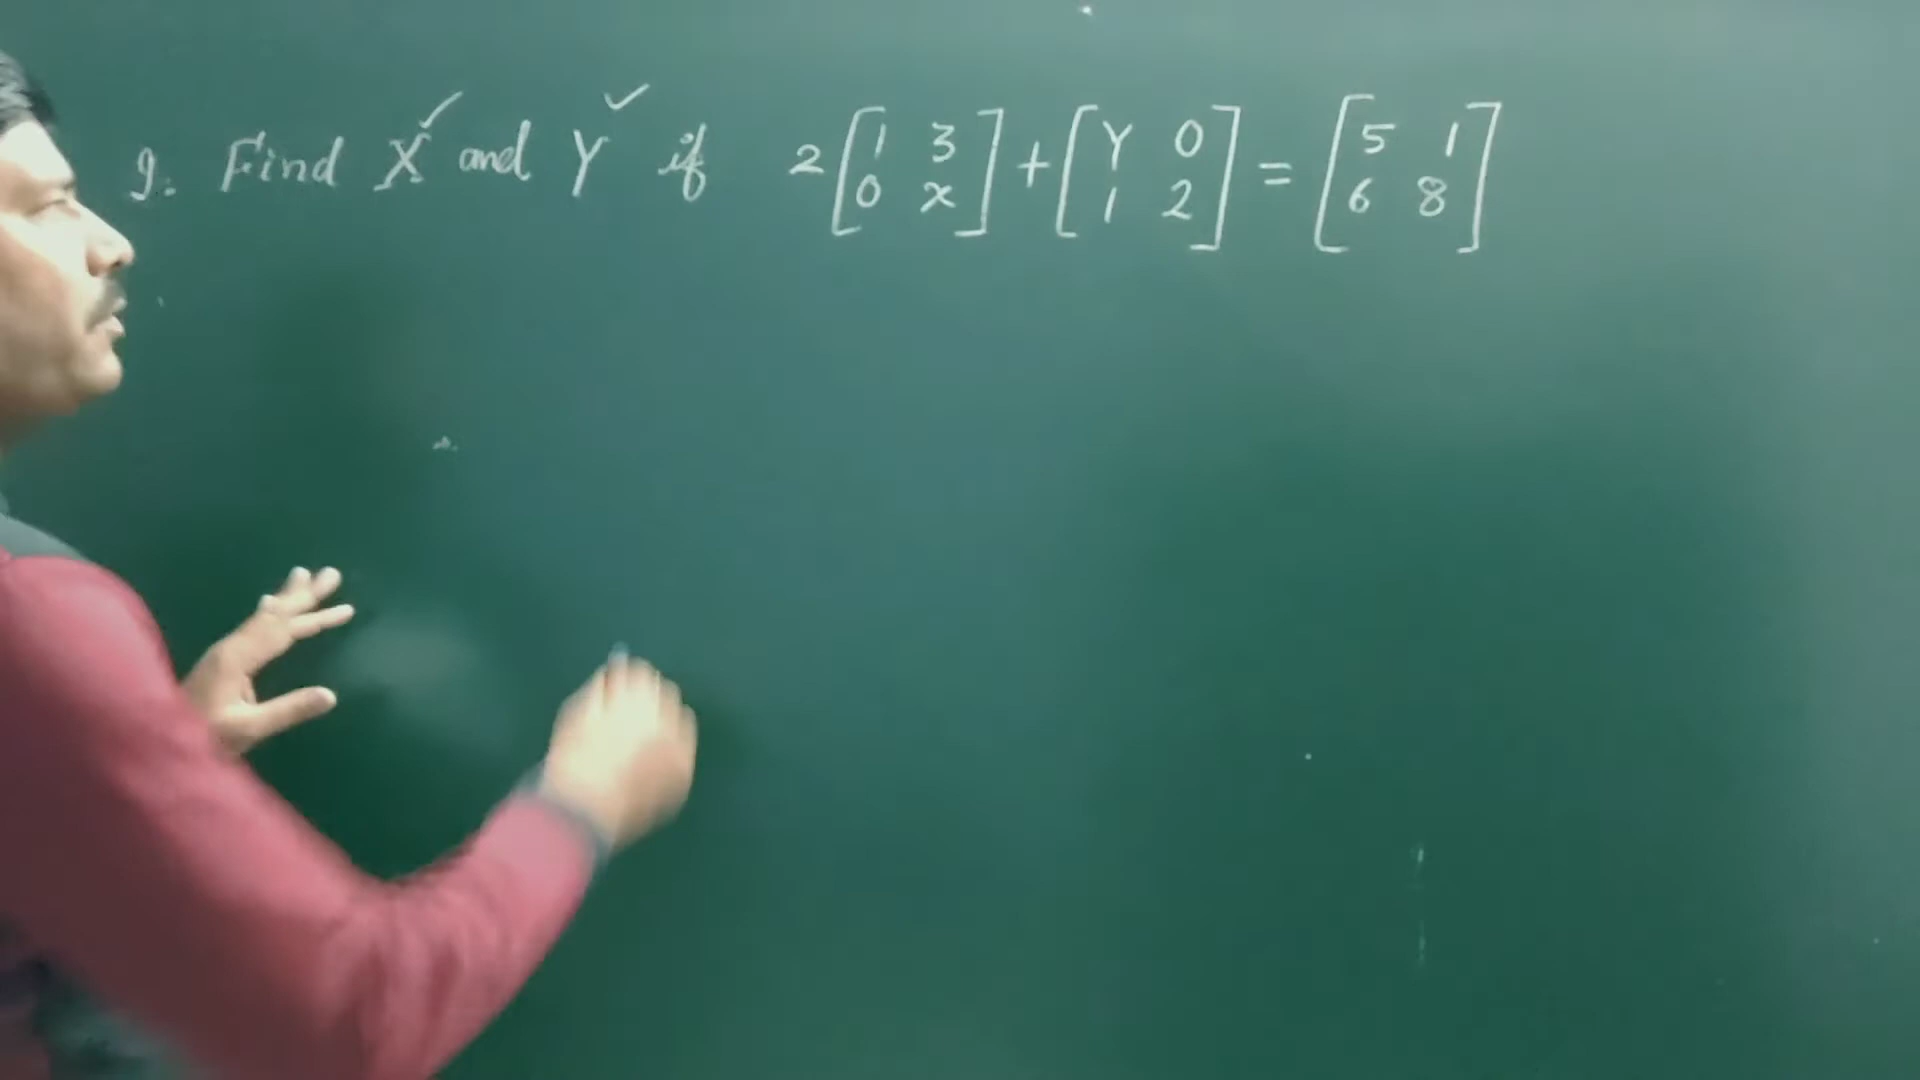 9. Find X and Y if 2 [1 3 0 x] + [Y 0 1 2] = [5 1 6 8]